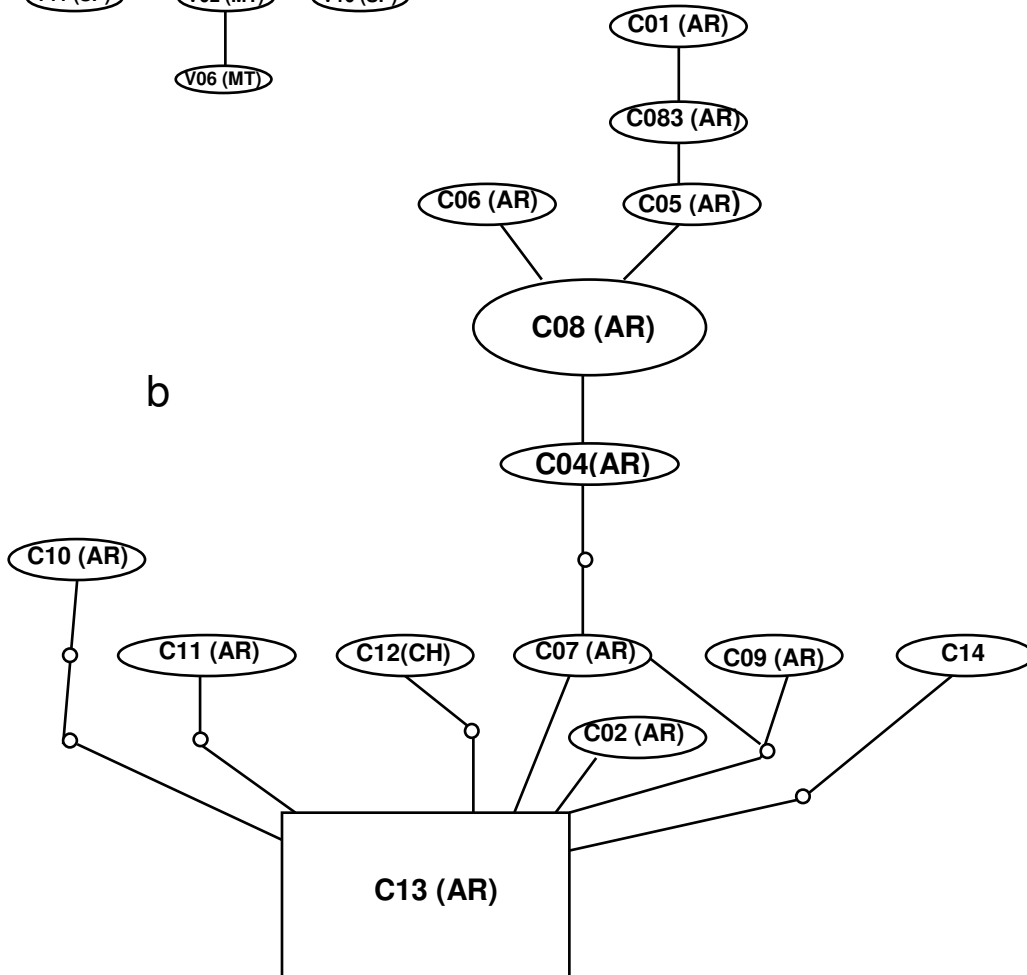 V06 (MT)
C01 (AR)
C083 (AR)
C06 (AR)
C05 (AR)
C08 (AR)
b
C04(AR)
C10 (AR)
C11 (AR)
C12(CH)
C07 (AR)
C09 (AR)
C14
C02 (AR)
C13 (AR)